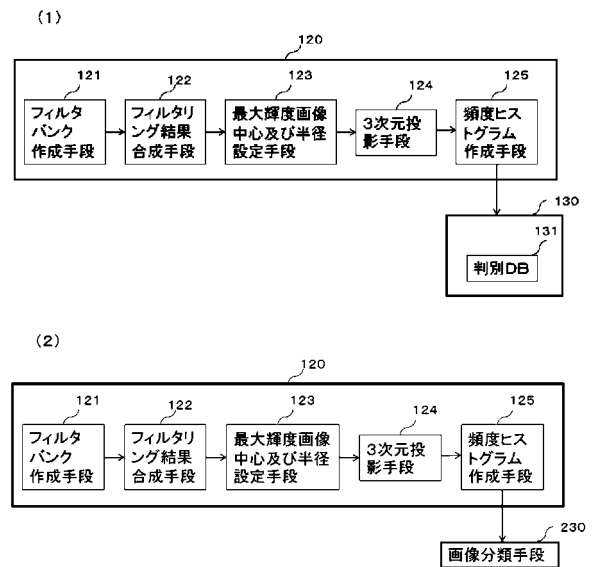 (1)
120
121
122
123
124
125
フィルタ
バンク
作成手段
フィルタリ
ング結果
合成手段
最大輝度画像
中心及び半径
設定手段
3次元投
影手段
頻度ヒス
トグラム
作成手段
130
131
判別DB
(2)
120
121
122
123
124
125
フィルタ
バンク
作成手段
フィルタリ
ング結果
合成手段
最大輝度画像
中心及び半径
設定手段
3次元投
影手段
頻度ヒス
トグラム
作成手段
230
画像分類手段